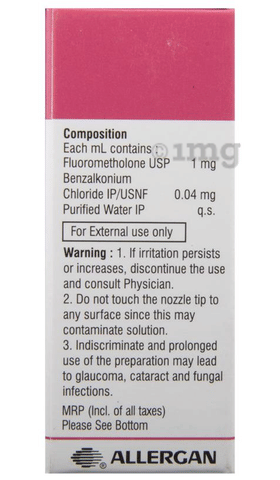 Composition
Each mL contains :
Fluorometholone USP 1 mg
Benzalkonium
Chloride IP/USNF 0.04 mg
Purified Water IP q.s.
For External use only
Warning : 1. If irritation persists
or increases, discontinue the use
and consult Physician.
2. Do not touch the nozzle tip to
any surface since this may
contaminate solution.
3. Indiscriminate and prolonged
use of the preparation may lead
to glaucoma, cataract and fungal
infections.
MRP (Incl. of all taxes)
Please See Bottom
ALLERGAN
1mg